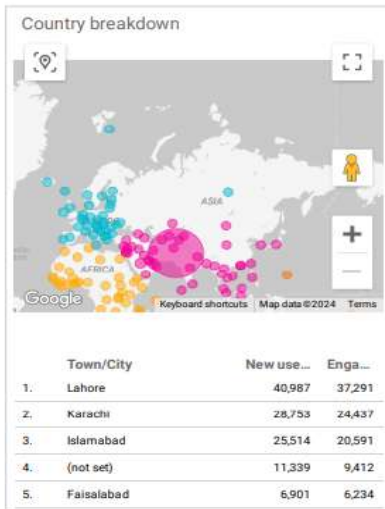 Country breakdown
ASIA
AFRICA
Google
Keyboard shortcuts Map data ©2024 Terms
Town/City New use... Enga...
1. Lahore 40,987 37,291
2. Karachi 28,753 24,437
3. Islamabad 25,514 20,591
4. (not set) 11,339 9,412
5. Faisalabad 6,901 6,234